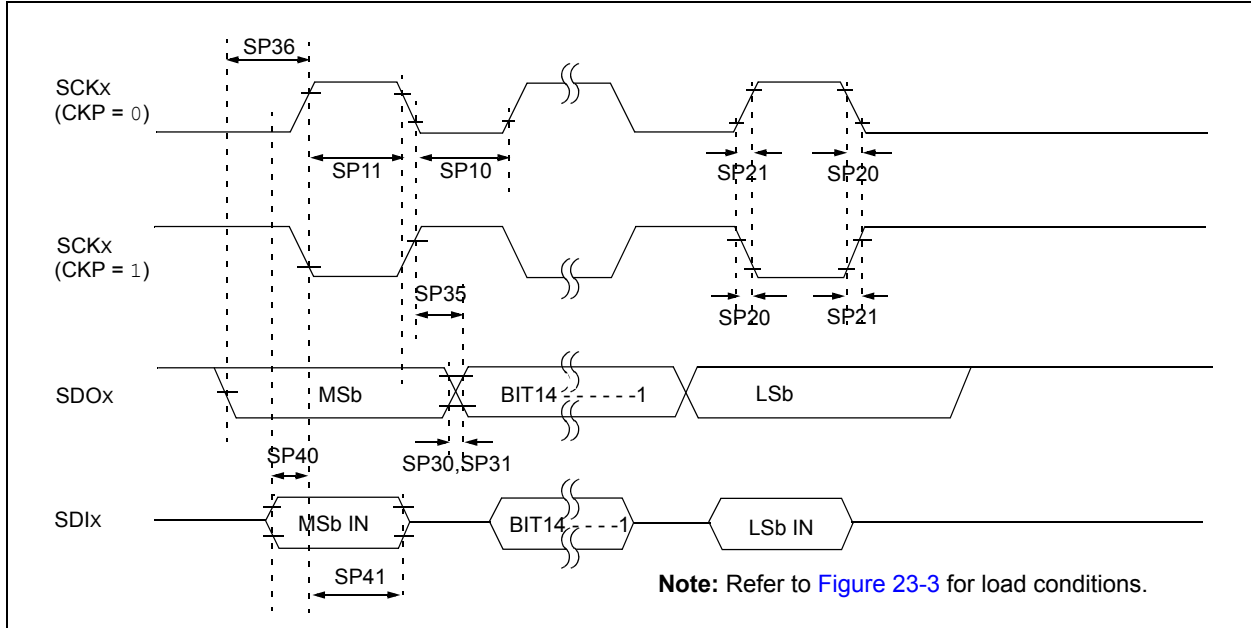 SP36
SCKx
(CKP = 0)
SP11
SP10
SP21
SP20
SCKx
(CKP = 1)
SP35
SP20
SP21
SDOx
MSb
BIT14 - - - - - -1
LSb
SP40
SP30,SP31
SDIx
MSb IN
BIT14 - - - - -1
LSb IN
SP41
Note: Refer to Figure 23-3 for load conditions.